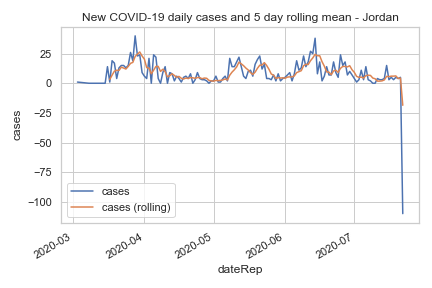 New COVID-19 daily cases and 5 day rolling mean - Jordan
cases
25
0
−25
−50
−75
−100
cases
cases (rolling)
2020-03
2020-04
2020-05
2020-06
2020-07
dateRep